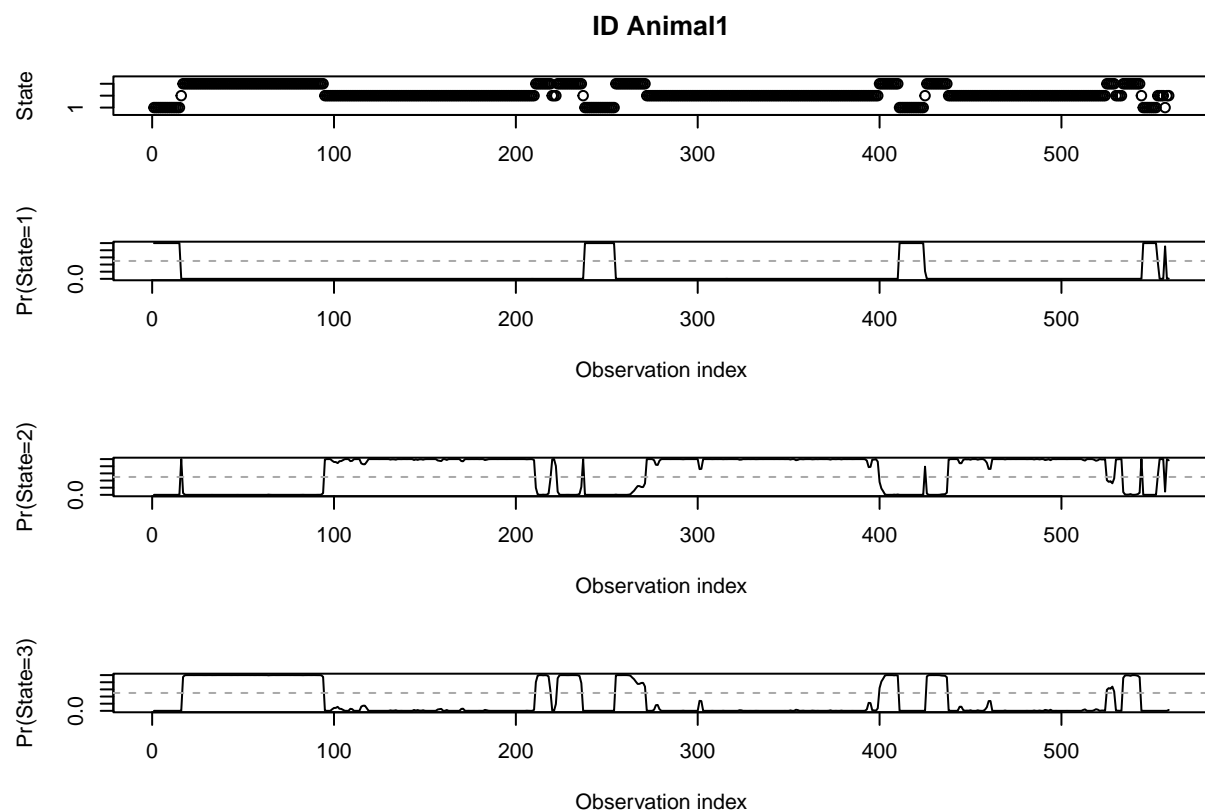 ID Animal1
State
1
0 100 200 300 400 500
Pr(State=1)
0.0
0 100 200 300 400 500
Observation index
Pr(State=2)
0.0
0 100 200 300 400 500
Observation index
Pr(State=3)
0.0
0 100 200 300 400 500
Observation index